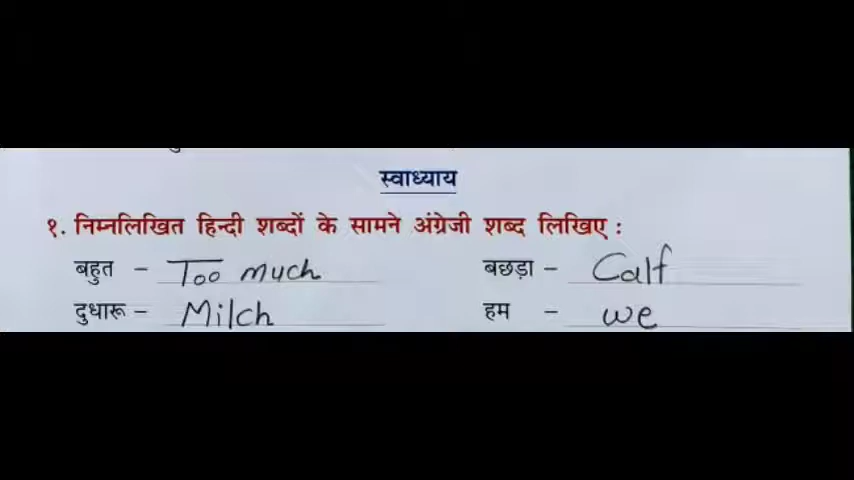 स्वाध्याय
१. निम्नलिखित हिन्दी शब्दों के सामने अंग्रेजी शब्द लिखिए :
बहुत - Too much बछड़ा - Calf
दुधारू - Milch हम - we